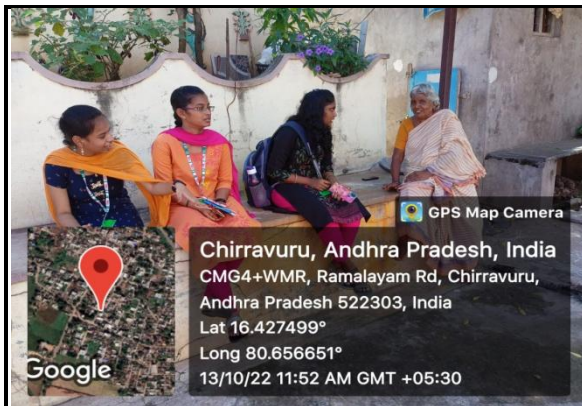 GPS Map Camera
Chirravuru, Andhra Pradesh, India
CMG4+WMR, Ramalayam Rd, Chirravuru,
Andhra Pradesh 522303, India
Lat 16.427499°
Long 80.656651°
13/10/22 11:52 AM GMT +05:30
Google